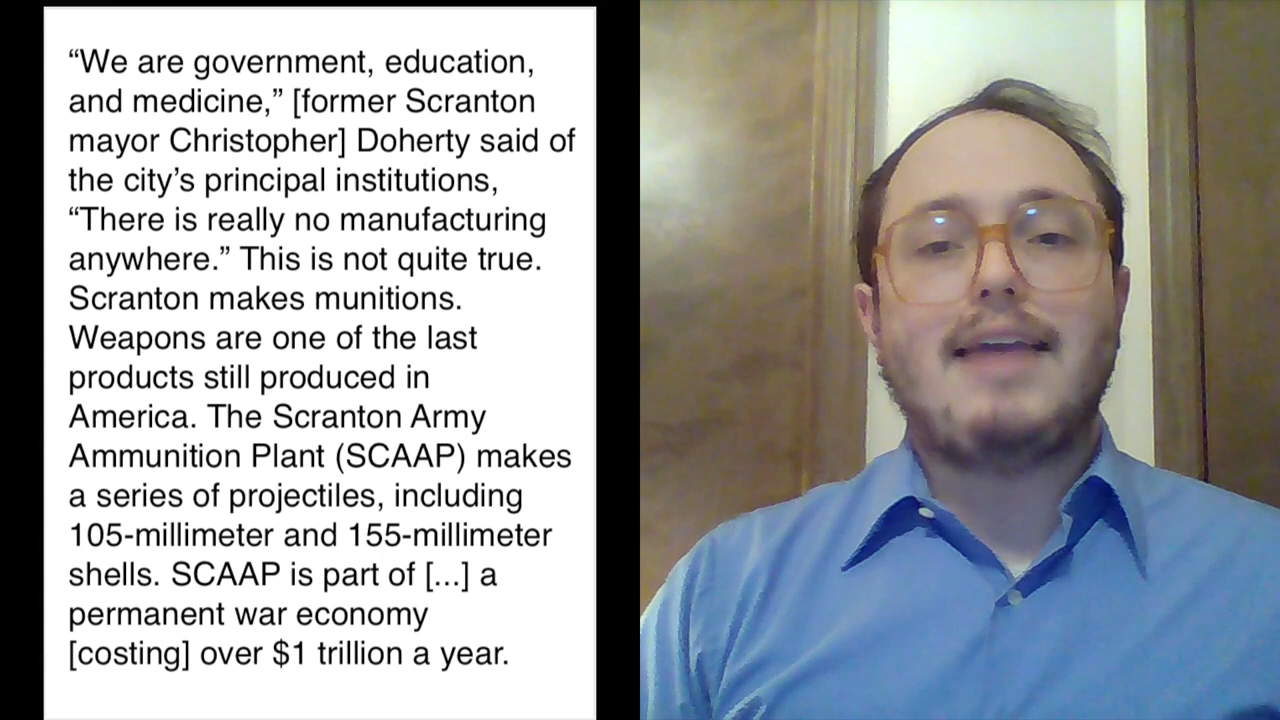 “We are government, education,
and medicine,” [former Scranton
mayor Christopher] Doherty said of
the city’s principal institutions,
“There is really no manufacturing
anywhere.” This is not quite true.
Scranton makes munitions.
Weapons are one of the last
products still produced in
America. The Scranton Army
Ammunition Plant (SCAAP) makes
a series of projectiles, including
105-millimeter and 155-millimeter
shells. SCAAP is part of [...] a
permanent war economy
[costing] over $1 trillion a year.